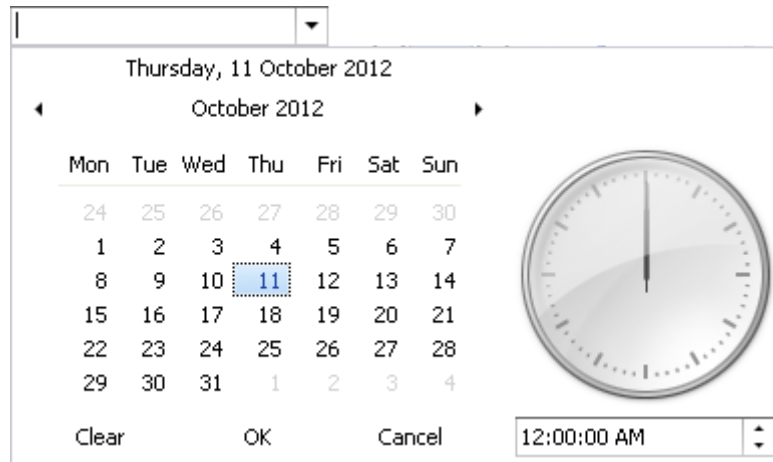 Thursday, 11 October 2012
October 2012
Mon Tue Wed Thu Fri Sat Sun
24 25 26 27 28 29 30
1 2 3 4 5 6 7
8 9 10 11 12 13 14
15 16 17 18 19 20 21
22 23 24 25 26 27 28
29 30 31 1 2 3 4
Clear OK Cancel 12:00:00 AM